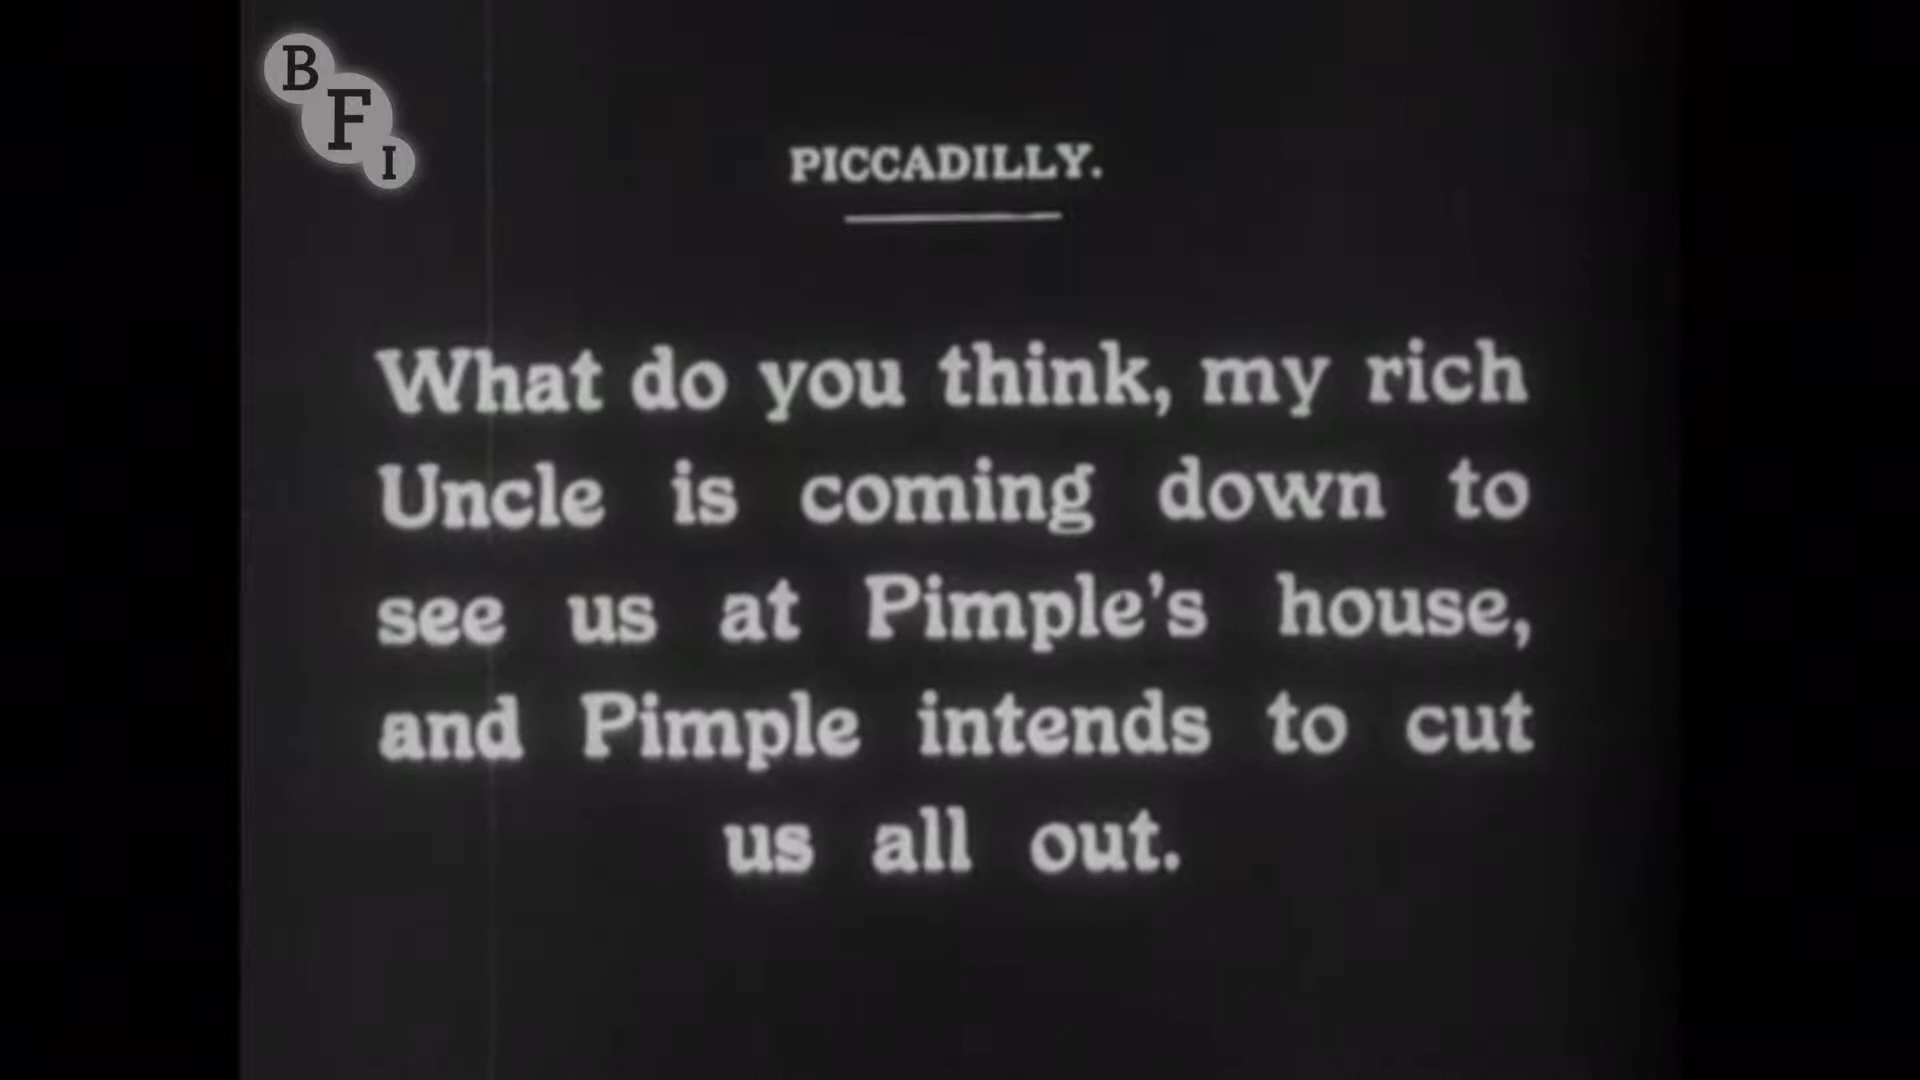 BFI
PICCADILLY.
What do you think, my rich
Uncle is coming down to
see us at Pimple's house,
and Pimple intends to cut
us all out.